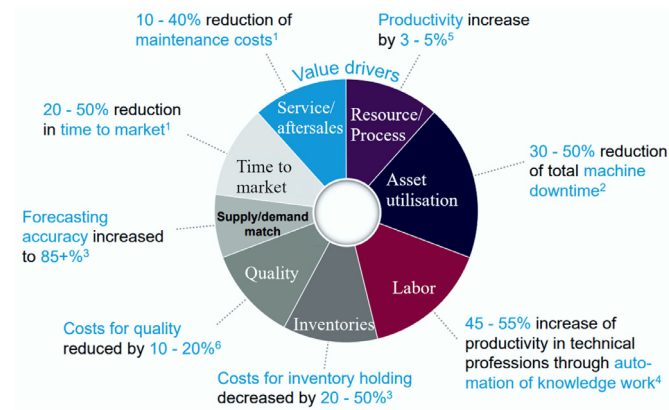 10 - 40% reduction of
maintenance costs¹
Productivity increase
by 3 - 5%⁵
Value drivers
20 - 50% reduction
in time to market¹
Service/
aftersales
Resource/
Process
30 - 50% reduction
of total machine
downtime²
Time to
market
Asset
utilisation
Forecasting
accuracy increased
to 85+%³
Supply/demand
match
Quality
Labor
Inventories
Costs for quality
reduced by 10 - 20%⁶
45 - 55% increase of
productivity in technical
professions through auto-
mation of knowledge work⁴
Costs for inventory holding
decreased by 20 - 50%³